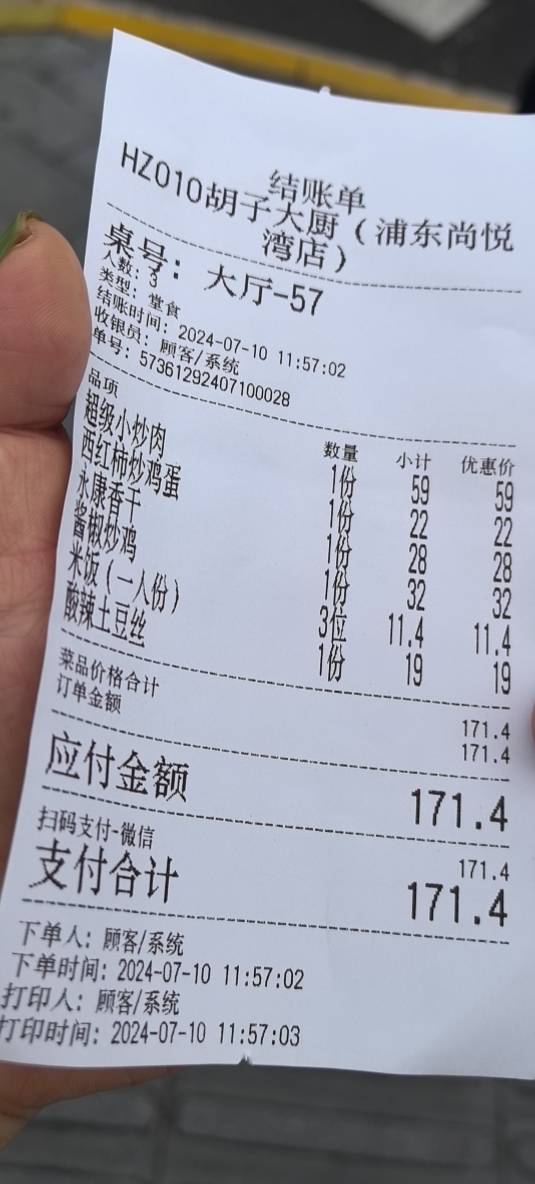 结账单
HZ010胡子大厨（浦东尚悦
湾店）
桌号：大厅-57
人数：3
类型：堂食
结账时间：2024-07-10 11:57:02
收银员：顾客/系统
单号：57361292407100028
品项 数量 小计 优惠价
超级小炒肉 1份 59 59
西红柿炒鸡蛋 1份 22 22
永康香干 1份 28 28
酱椒炒鸡 1份 32 32
米饭（一人份） 3位 11.4 11.4
酸辣土豆丝 1份 19 19
菜品价格合计 171.4
订单金额 171.4
应付金额 171.4
扫码支付-微信 171.4
支付合计 171.4
下单人：顾客/系统
下单时间：2024-07-10 11:57:02
打印人：顾客/系统
打印时间：2024-07-10 11:57:03